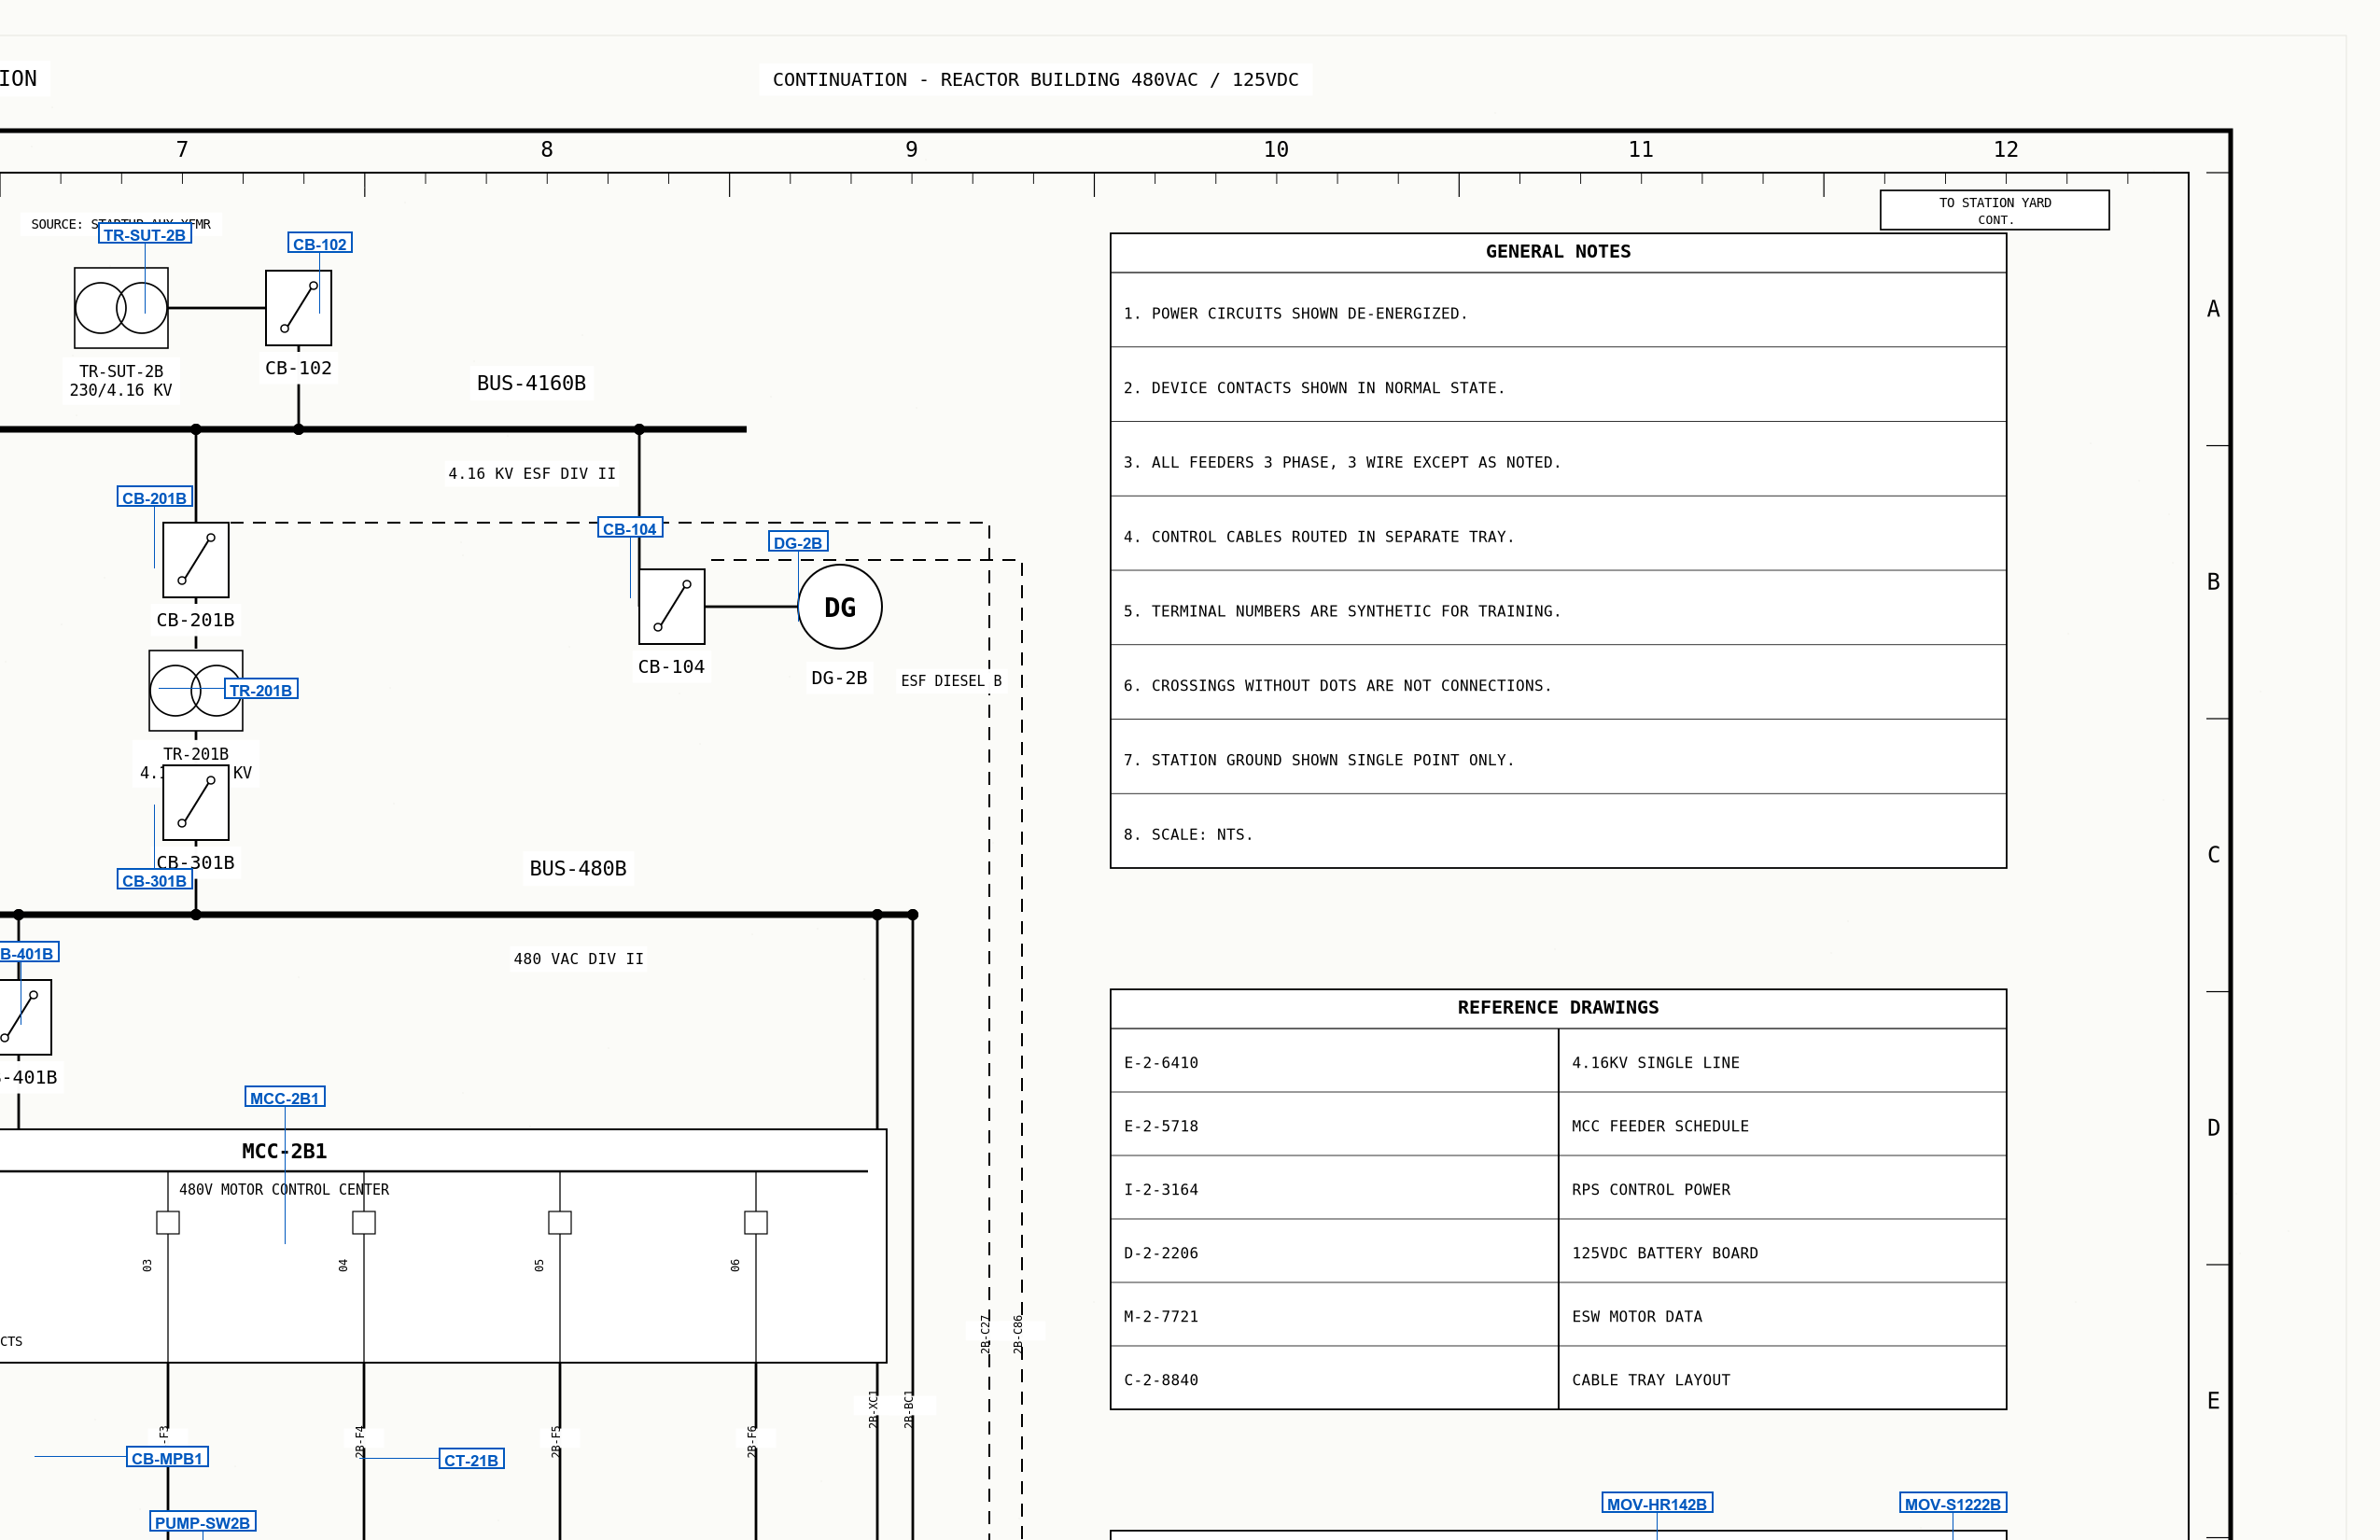 ION
CONTINUATION - REACTOR BUILDING 480VAC / 125VDC
7 8 9 10 11 12
TO STATION YARD
CONT.
SOURCE: STARTUP AUX XFMR
TR-SUT-2B
CB-102
TR-SUT-2B
230/4.16 KV
CB-102
BUS-4160B
4.16 KV ESF DIV II
CB-201B
CB-104
DG-2B
DG
CB-201B
CB-104
DG-2B
ESF DIESEL B
TR-201B
TR-201B
4.1 KV
CB-301B
CB-301B
BUS-480B
480 VAC DIV II
B-401B
-401B
MCC-2B1
MCC-2B1
480V MOTOR CONTROL CENTER
03
04
05
06
CTS
2B-C27
2B-C86
2B-XC1
2B-BC1
-F3
2B-F4
2B-F5
2B-F6
CB-MPB1
CT-21B
PUMP-SW2B
GENERAL NOTES
1. POWER CIRCUITS SHOWN DE-ENERGIZED.
2. DEVICE CONTACTS SHOWN IN NORMAL STATE.
3. ALL FEEDERS 3 PHASE, 3 WIRE EXCEPT AS NOTED.
4. CONTROL CABLES ROUTED IN SEPARATE TRAY.
5. TERMINAL NUMBERS ARE SYNTHETIC FOR TRAINING.
6. CROSSINGS WITHOUT DOTS ARE NOT CONNECTIONS.
7. STATION GROUND SHOWN SINGLE POINT ONLY.
8. SCALE: NTS.
REFERENCE DRAWINGS
E-2-6410 4.16KV SINGLE LINE
E-2-5718 MCC FEEDER SCHEDULE
I-2-3164 RPS CONTROL POWER
D-2-2206 125VDC BATTERY BOARD
M-2-7721 ESW MOTOR DATA
C-2-8840 CABLE TRAY LAYOUT
MOV-HR142B
MOV-S1222B
A
B
C
D
E